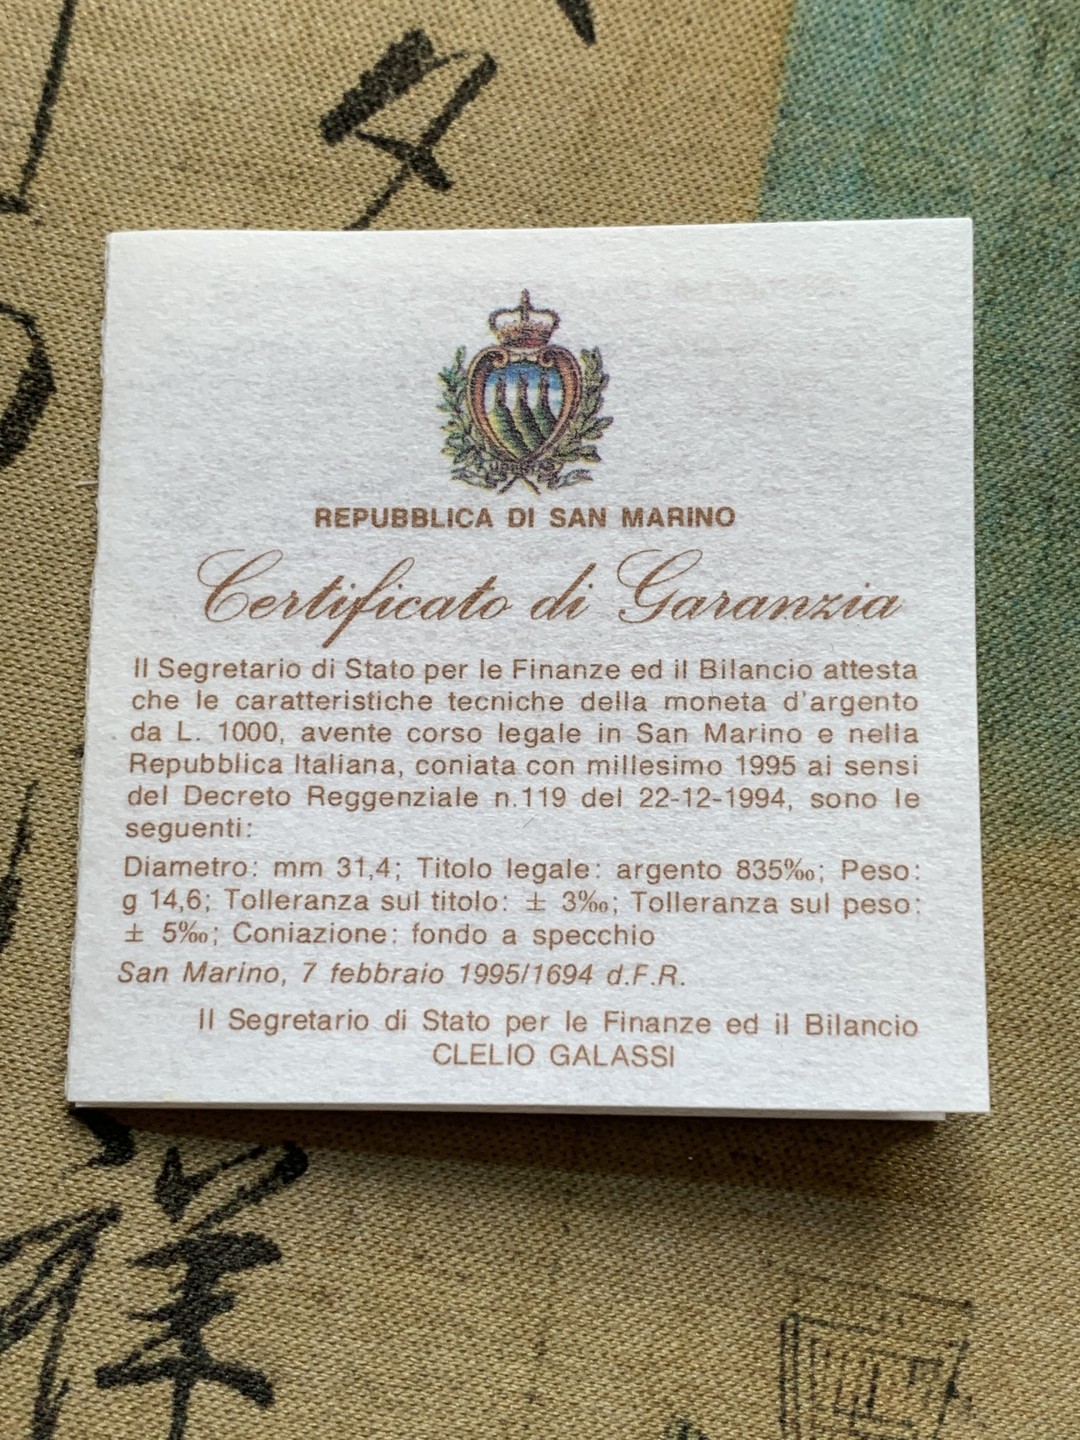 REPUBBLICA DI SAN MARINO
Certificato di Garanzia
Il Segretario di Stato per le Finanze ed il Bilancio attesta
che le caratteristiche tecniche della moneta d'argento
da L. 1000, avente corso legale in San Marino e nella
Repubblica Italiana, coniata con millesimo 1995 ai sensi
del Decreto Reggenziale n.119 del 22-12-1994, sono le
seguenti:
Diametro: mm 31,4; Titolo legale: argento 835‰; Peso:
g 14,6; Tolleranza sul titolo: ± 3‰; Tolleranza sul peso:
± 5‰; Coniazione: fondo a specchio
San Marino, 7 febbraio 1995/1694 d.F.R.
Il Segretario di Stato per le Finanze ed il Bilancio
CLELIO GALASSI